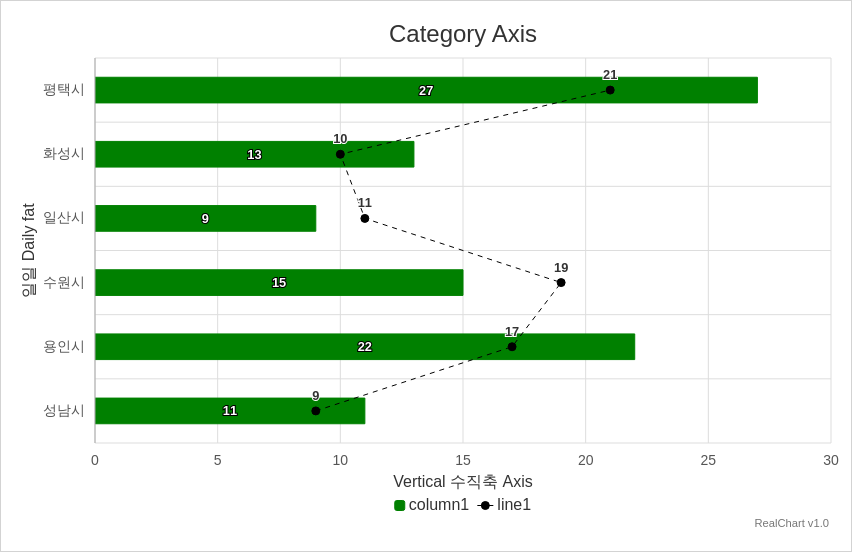 Category Axis
평택시
27
21
화성시
13
10
일산시
9
11
수원시
15
19
용인시
22
17
성남시
11
9
일일 Daily fat
0 5 10 15 20 25 30
Vertical 수직축 Axis
column1 line1
RealChart v1.0